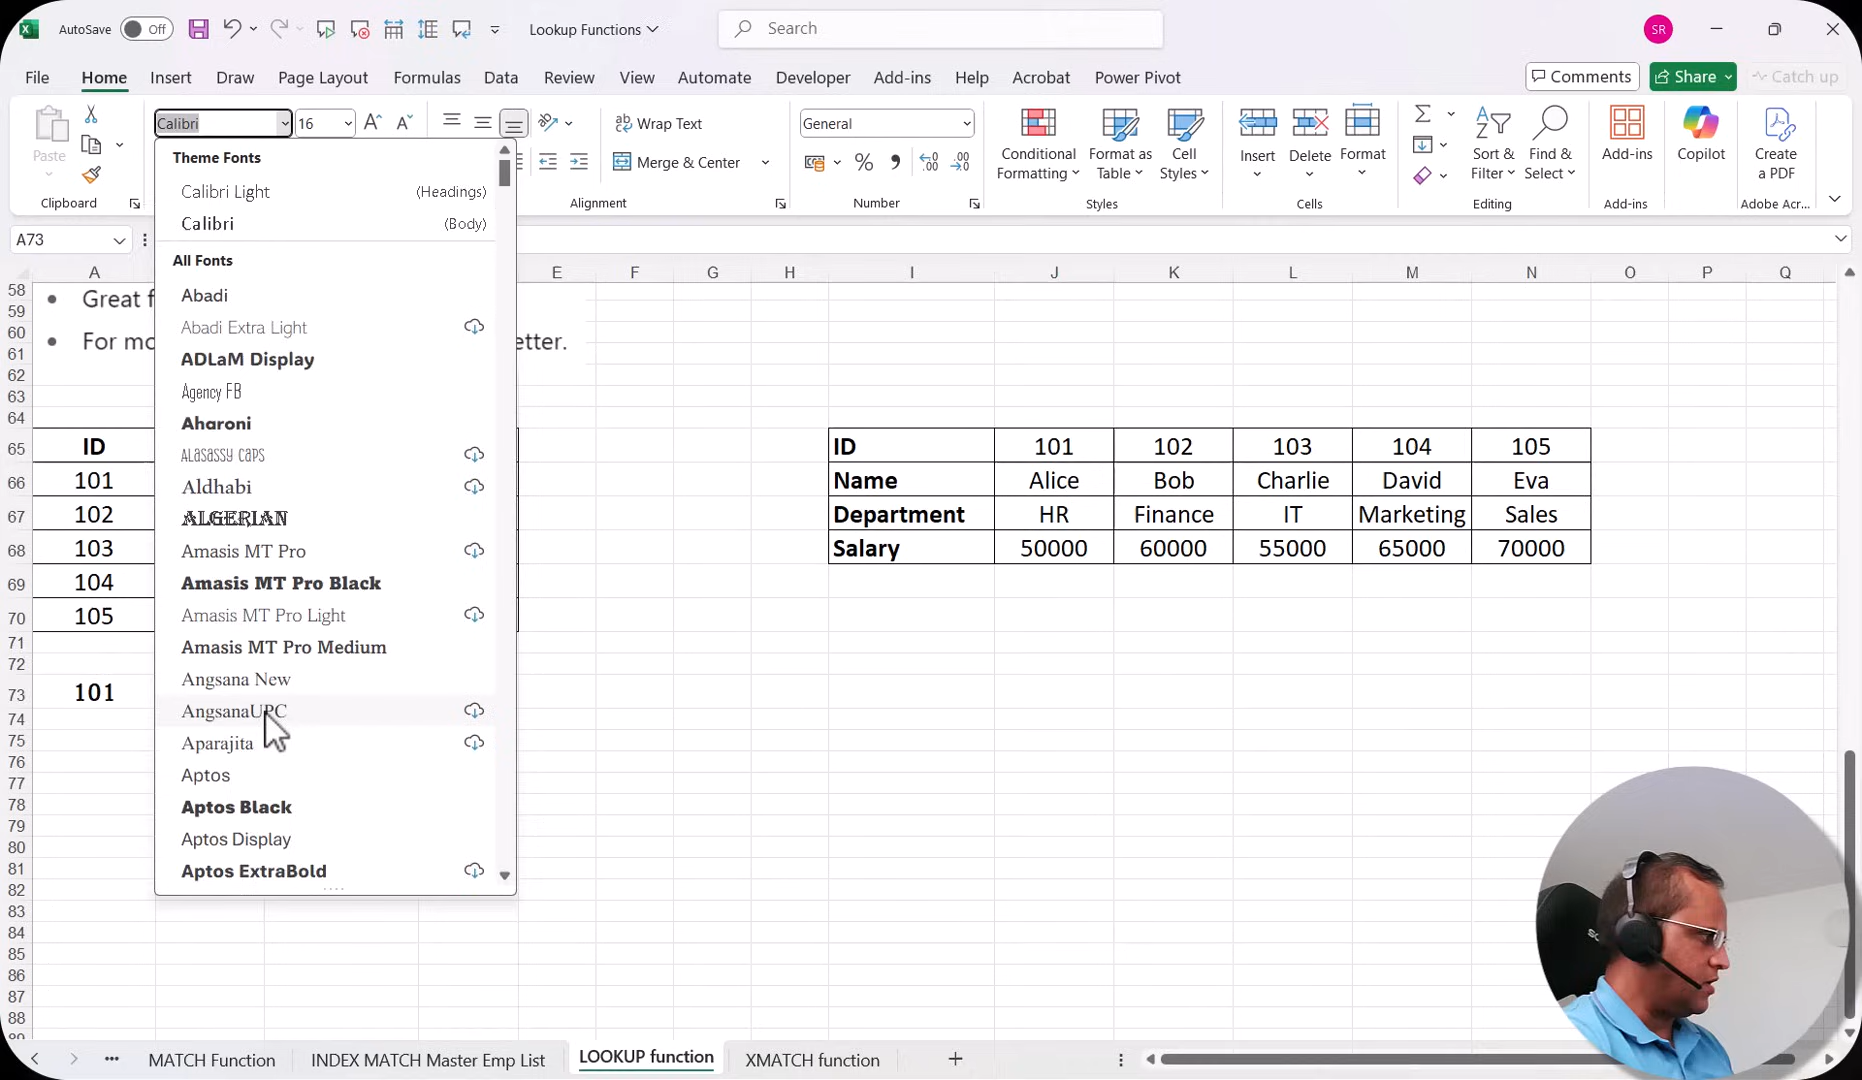 AutoSave Off Lookup Functions Search SR
File Home Insert Draw Page Layout Formulas Data Review View Automate Developer Add-ins Help Acrobat Power Pivot Comments Share Catch up
Calibri 16 Wrap Text General
Paste Merge & Center Conditional Formatting Format as Table Cell Styles Insert Delete Format Sort & Filter Find & Select Add-ins Copilot Create a PDF
Clipboard Alignment Number Styles Cells Editing Add-ins Adobe Acr...
Theme Fonts
Calibri Light (Headings)
Calibri (Body)
All Fonts
Abadi
Abadi Extra Light
ADLaM Display
Agency FB
Aharoni
Alasassy Caps
Aldhabi
ALGERIAN
Amasis MT Pro
Amasis MT Pro Black
Amasis MT Pro Light
Amasis MT Pro Medium
Angsana New
AngsanaUPC
Aparajita
Aptos
Aptos Black
Aptos Display
Aptos ExtraBold
A73
A E F G H I J K L M N O P Q
58 • Great f
59
60 • For mo etter.
61
62
63
64
65 ID ID 101 102 103 104 105
66 101 Name Alice Bob Charlie David Eva
67 102 Department HR Finance IT Marketing Sales
68 103 Salary 50000 60000 55000 65000 70000
69 104
70 105
71
72
73 101
74
75
76
77
78
79
80
81
82
83
84
85
86
87
88
MATCH Function INDEX MATCH Master Emp List LOOKUP function XMATCH function